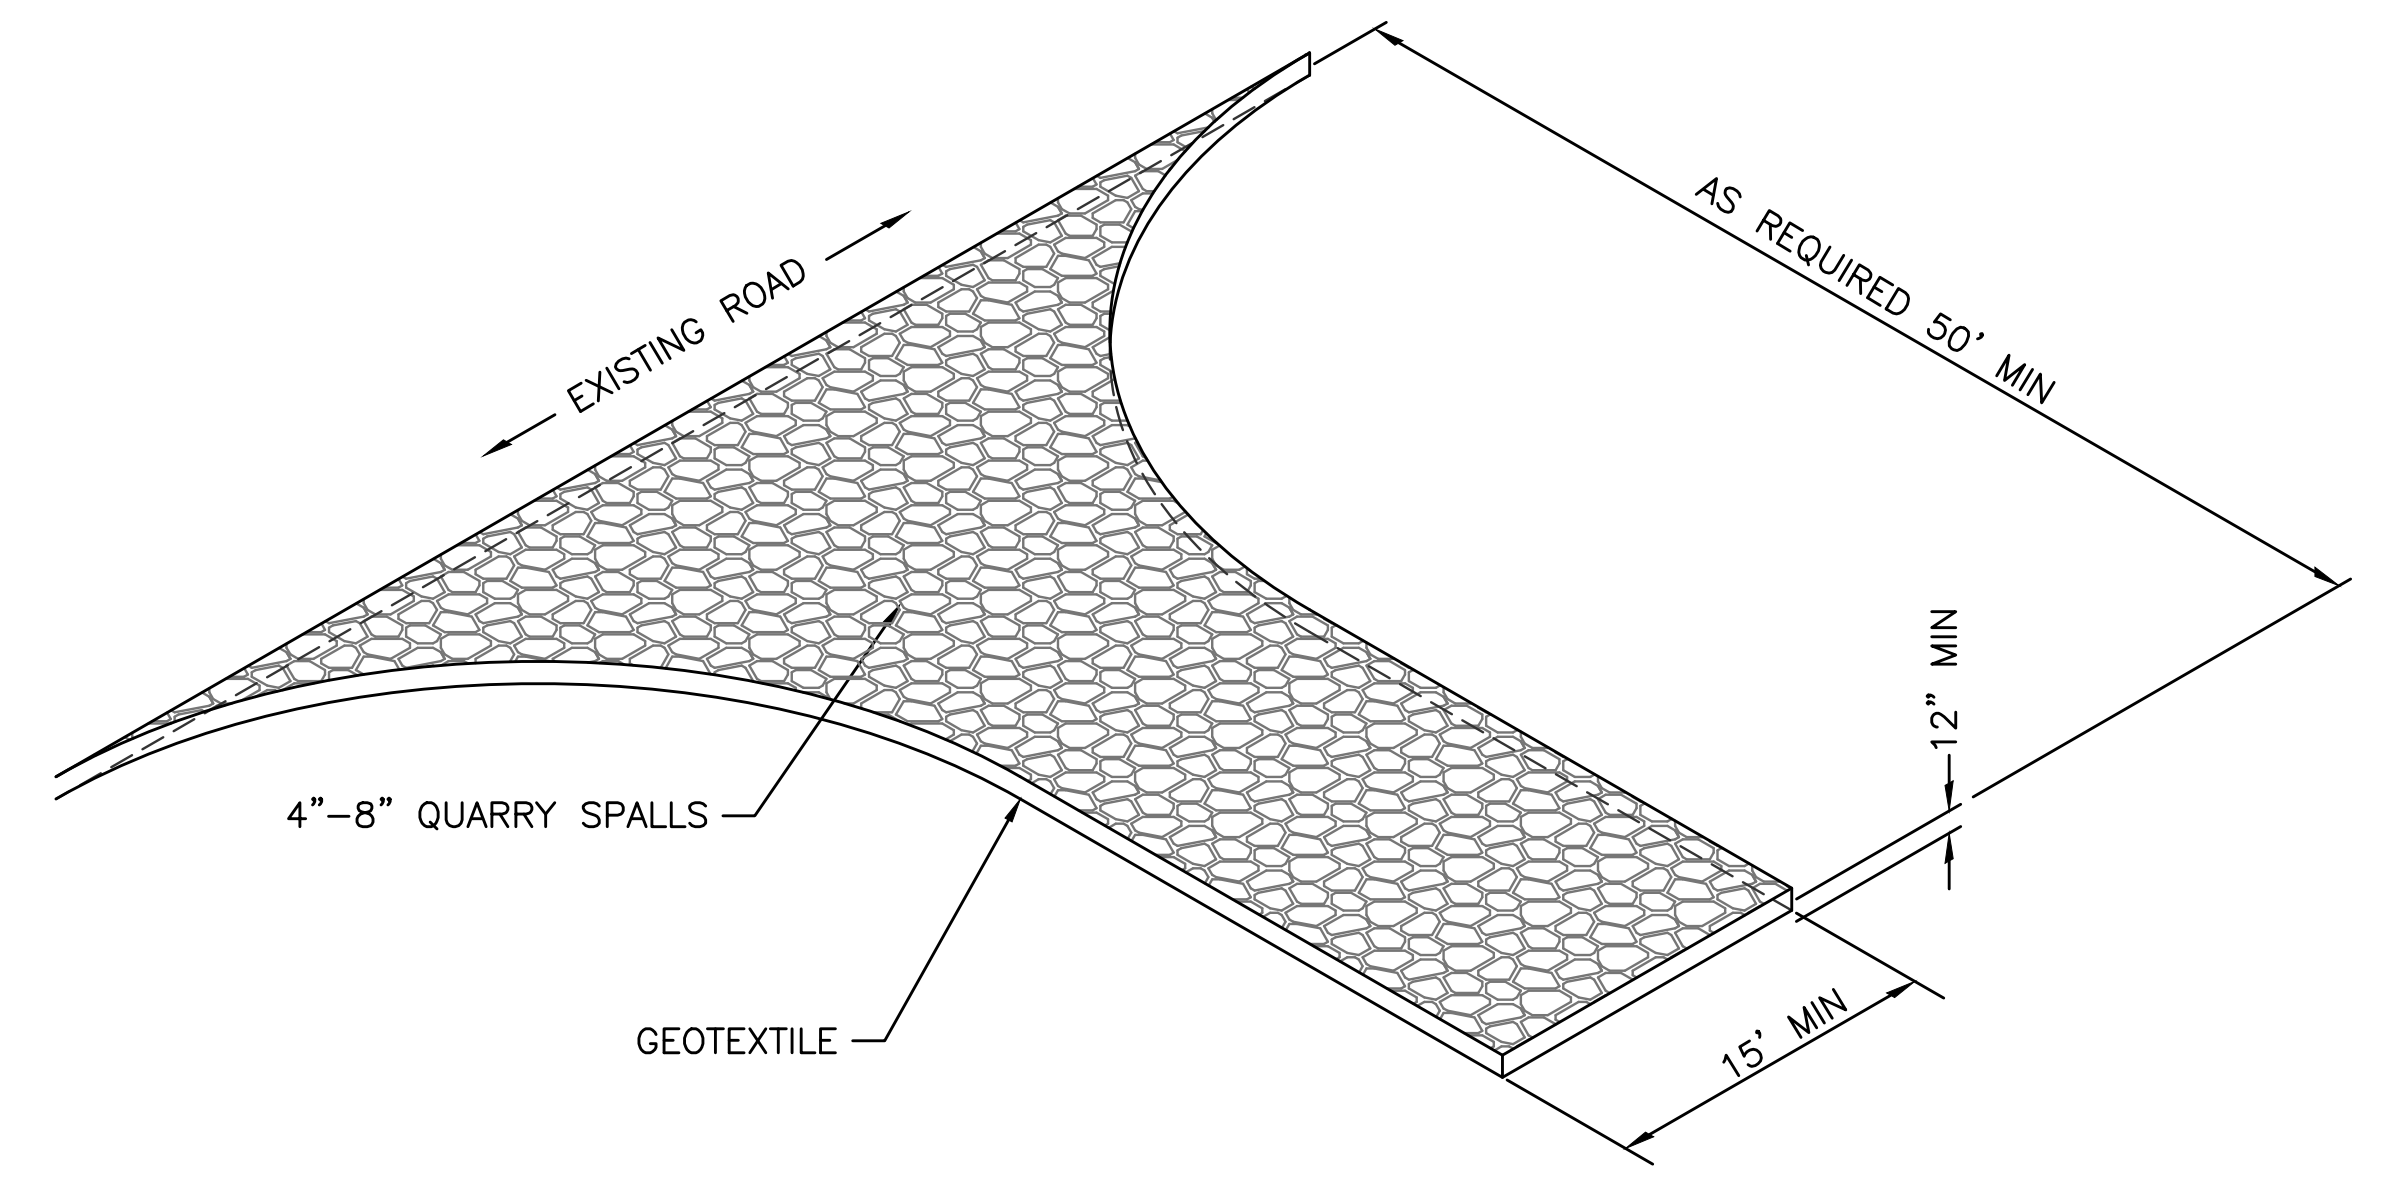 AS REQUIRED 50' MIN
EXISTING ROAD
12" MIN
4"-8" QUARRY SPALLS
GEOTEXTILE
15' MIN